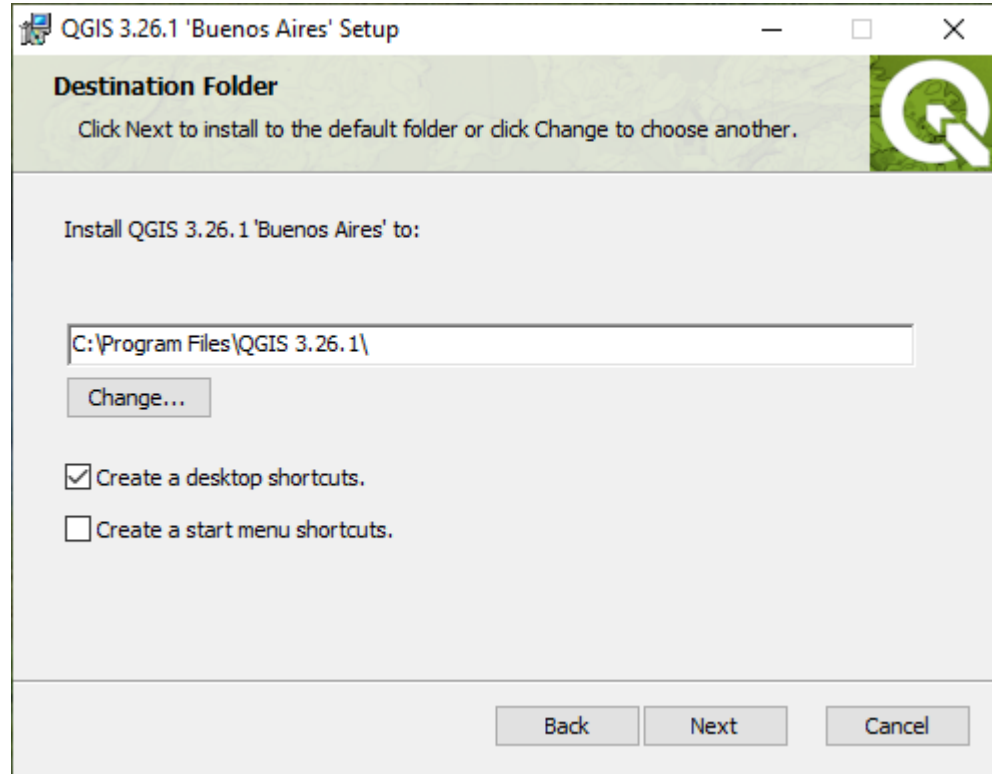 QGIS 3.26.1 'Buenos Aires' Setup
Destination Folder
Click Next to install to the default folder or click Change to choose another.
Install QGIS 3.26.1 'Buenos Aires' to:
C:\Program Files\QGIS 3.26.1\
Change...
Create a desktop shortcuts.
Create a start menu shortcuts.
Back Next Cancel